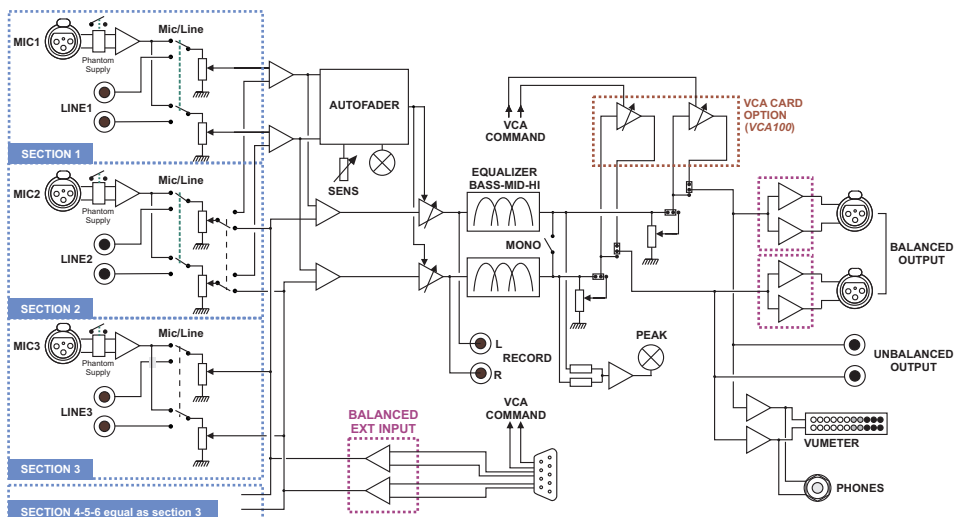 MIC1
Phantom
Supply
Mic/Line
LINE1
SECTION 1
MIC2
Phantom
Supply
Mic/Line
LINE2
SECTION 2
MIC3
Phantom
Supply
Mic/Line
LINE3
SECTION 3
SECTION 4-5-6 equal as section 3
AUTOFADER
SENS
VCA
COMMAND
VCA CARD
OPTION
(VCA100)
EQUALIZER
BASS-MID-HI
MONO
L
RECORD
R
PEAK
BALANCED
EXT INPUT
VCA
COMMAND
BALANCED
OUTPUT
UNBALANCED
OUTPUT
VUMETER
PHONES